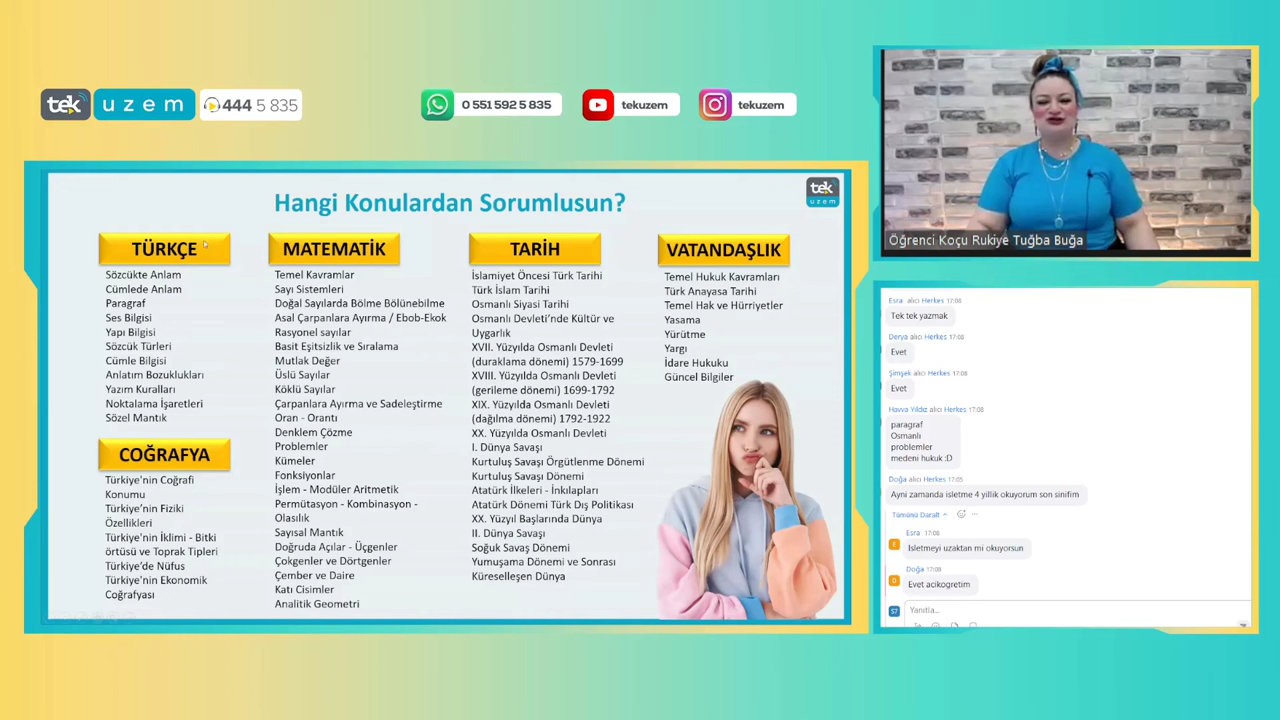 tek
uzem
444 5 835
0 551 592 5 835
tekuzem
tekuzem
Hangi Konulardan Sorumlusun?
tek
uzem
TÜRKÇE
Sözcükte Anlam
Cümlede Anlam
Paragraf
Ses Bilgisi
Yapı Bilgisi
Sözcük Türleri
Cümle Bilgisi
Anlatım Bozuklukları
Yazım Kuralları
Noktalama İşaretleri
Sözel Mantık
COĞRAFYA
Türkiye'nin Coğrafi
Konumu
Türkiye'nin Fiziki
Özellikleri
Türkiye'nin İklimi - Bitki
örtüsü ve Toprak Tipleri
Türkiye'de Nüfus
Türkiye'nin Ekonomik
Coğrafyası
MATEMATİK
Temel Kavramlar
Sayı Sistemleri
Doğal Sayılarda Bölme Bölünebilme
Asal Çarpanlara Ayırma / Ebob-Ekok
Rasyonel sayılar
Basit Eşitsizlik ve Sıralama
Mutlak Değer
Üslü Sayılar
Köklü Sayılar
Çarpanlara Ayırma ve Sadeleştirme
Oran - Orantı
Denklem Çözme
Problemler
Kümeler
Fonksiyonlar
İşlem - Modüler Aritmetik
Permütasyon - Kombinasyon -
Olasılık
Sayısal Mantık
Doğruda Açılar - Üçgenler
Çokgenler ve Dörtgenler
Çember ve Daire
Katı Cisimler
Analitik Geometri
TARİH
İslamiyet Öncesi Türk Tarihi
Türk İslam Tarihi
Osmanlı Siyasi Tarihi
Osmanlı Devleti'nde Kültür ve
Uygarlık
XVII. Yüzyılda Osmanlı Devleti
(duraklama dönemi) 1579-1699
XVIII. Yüzyılda Osmanlı Devleti
(gerileme dönemi) 1699-1792
XIX. Yüzyılda Osmanlı Devleti
(dağılma dönemi) 1792-1922
XX. Yüzyılda Osmanlı Devleti
I. Dünya Savaşı
Kurtuluş Savaşı Örgütlenme Dönemi
Kurtuluş Savaşı Dönemi
Atatürk İlkeleri - İnkılapları
Atatürk Dönemi Türk Dış Politikası
XX. Yüzyıl Başlarında Dünya
II. Dünya Savaşı
Soğuk Savaş Dönemi
Yumuşama Dönemi ve Sonrası
Küreselleşen Dünya
VATANDAŞLIK
Temel Hukuk Kavramları
Türk Anayasa Tarihi
Temel Hak ve Hürriyetler
Yasama
Yürütme
Yargı
İdare Hukuku
Güncel Bilgiler
Öğrenci Koçu Rukiye Tuğba Buğa
Esra alıcı Herkes 17:08
Tek tek yazmak
Derya alıcı Herkes 17:08
Evet
Şimşek alıcı Herkes 17:08
Evet
Havva Yıldız alıcı Herkes 17:08
paragraf
Osmanlı
problemler
medeni hukuk :D
Doğa alıcı Herkes 17:05
Ayni zamanda isletme 4 yillik okuyorum son sinifim
Tümünü Daralt
Esra 17:08
E
Isletmeyi uzaktan mi okuyorsun
Doğa 17:08
D
Evet acikogretim
Yanıtla...